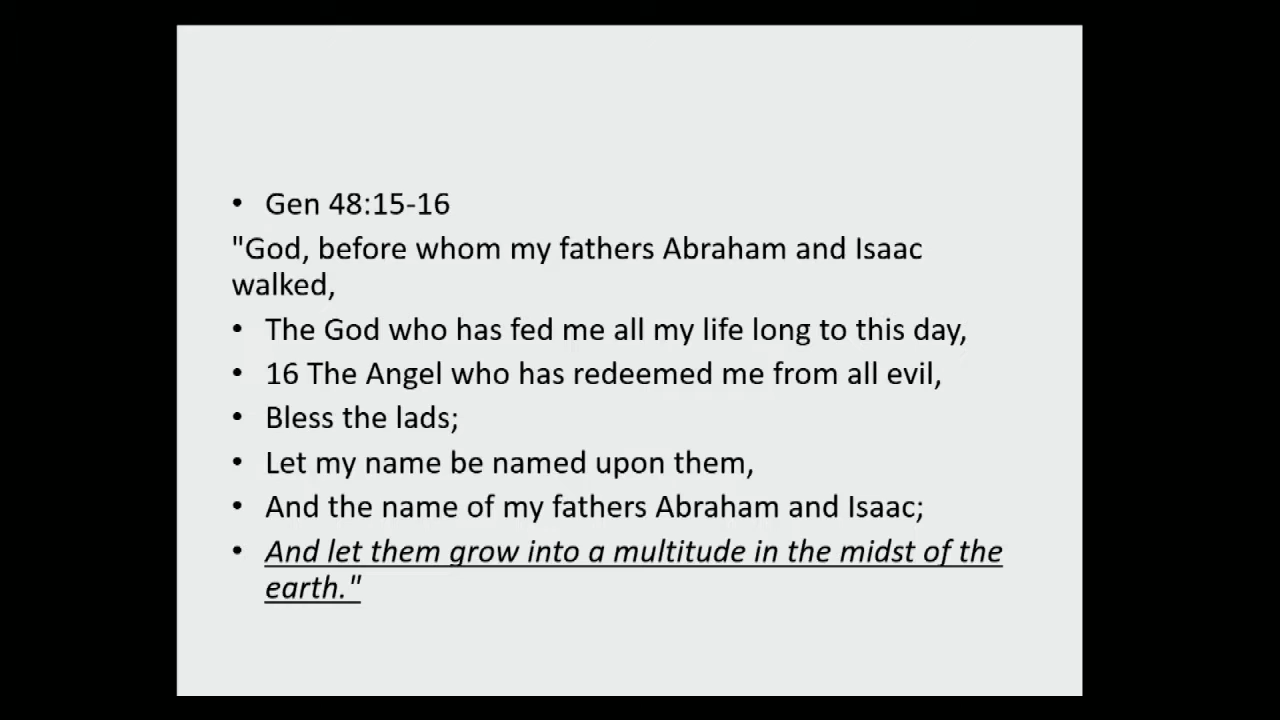 • Gen 48:15-16
"God, before whom my fathers Abraham and Isaac
walked,
• The God who has fed me all my life long to this day,
• 16 The Angel who has redeemed me from all evil,
• Bless the lads;
• Let my name be named upon them,
• And the name of my fathers Abraham and Isaac;
• And let them grow into a multitude in the midst of the
earth."